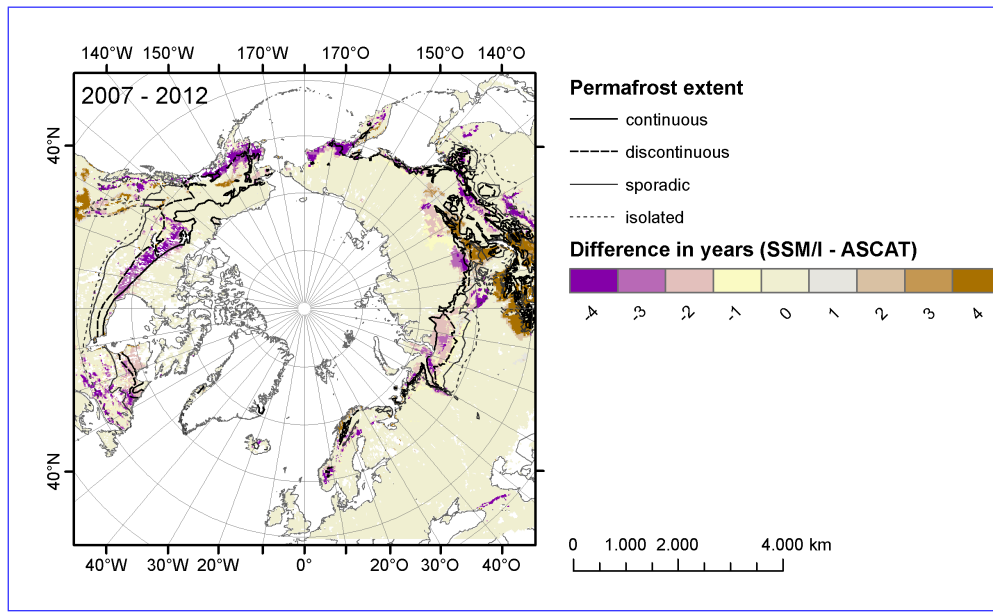 140°W 150°W 170°W 170°O 150°O 140°O
2007 - 2012
40°N 40°N
40°N 40°N
40°W 30°W 20°W 0° 20°O 30°O 40°O
Permafrost extent
continuous
discontinuous
sporadic
isolated
Difference in years (SSM/I - ASCAT)
-4 -3 -2 -1 0 1 2 3 4
0 1.000 2.000 4.000 km